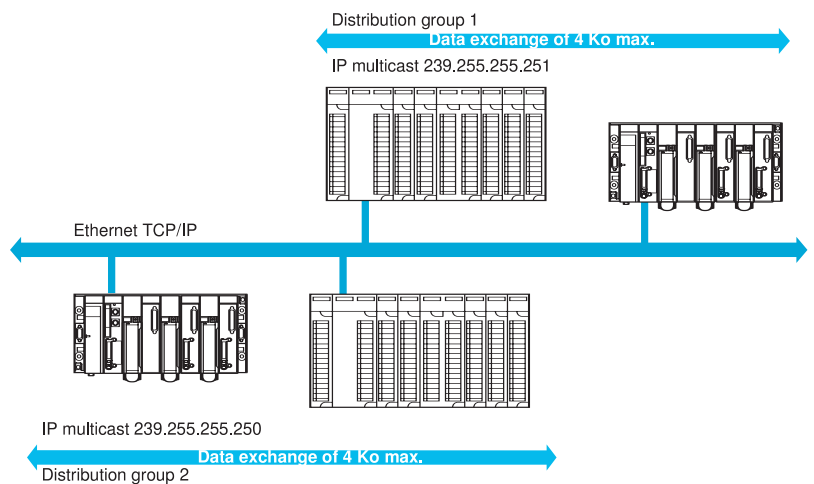 Distribution group 1
Data exchange of 4 Ko max.
IP multicast 239.255.255.251
Ethernet TCP/IP
IP multicast 239.255.255.250
Data exchange of 4 Ko max.
Distribution group 2